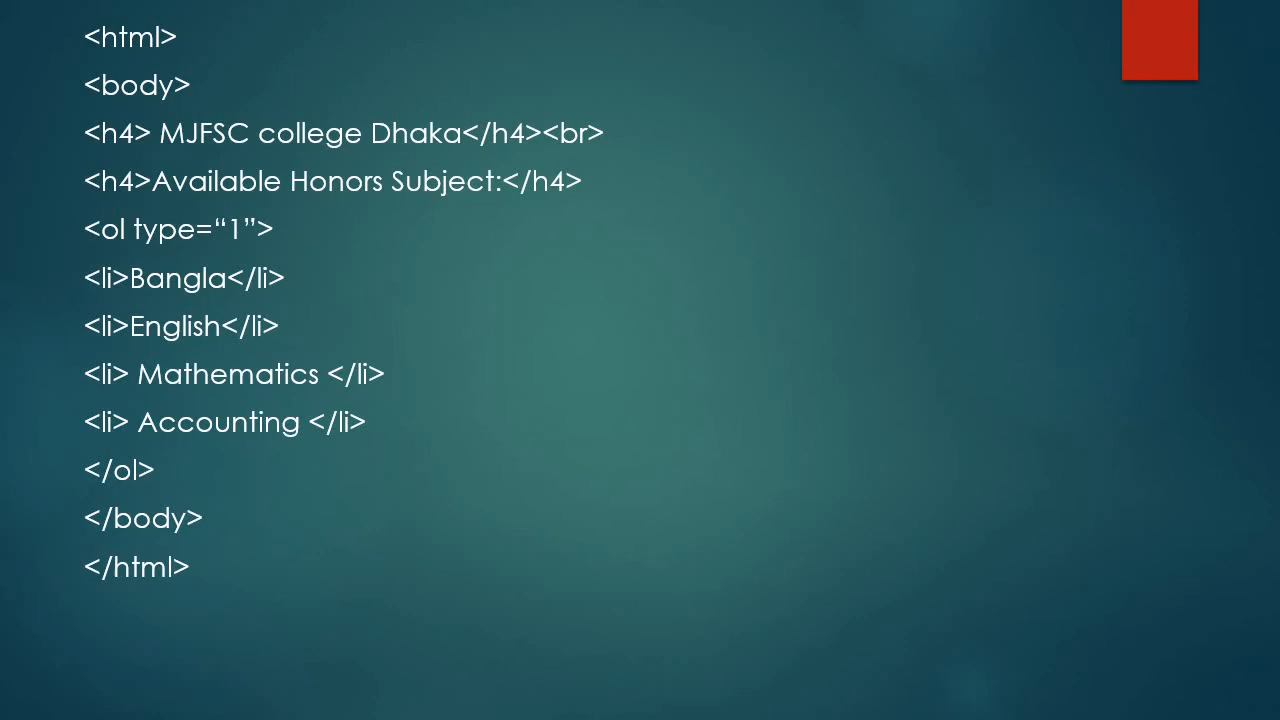 <html>
<body>
<h4> MJFSC college Dhaka</h4><br>
<h4>Available Honors Subject:</h4>
<ol type=“1”>
<li>Bangla</li>
<li>English</li>
<li> Mathematics </li>
<li> Accounting </li>
</ol>
</body>
</html>